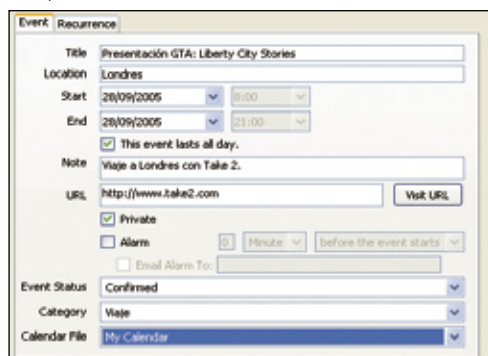 Event Recurrence
Title Presentación GTA: Liberty City Stories
Location Londres
Start 28/09/2005 8:00
End 28/09/2005 21:00
This event lasts all day.
Note Viaje a Londres con Take 2.
URL http://www.take2.com Visit URL
Private
Alarm 0 Minute before the event starts
Email Alarm To:
Event Status Confirmed
Category Viaje
Calendar File My Calendar